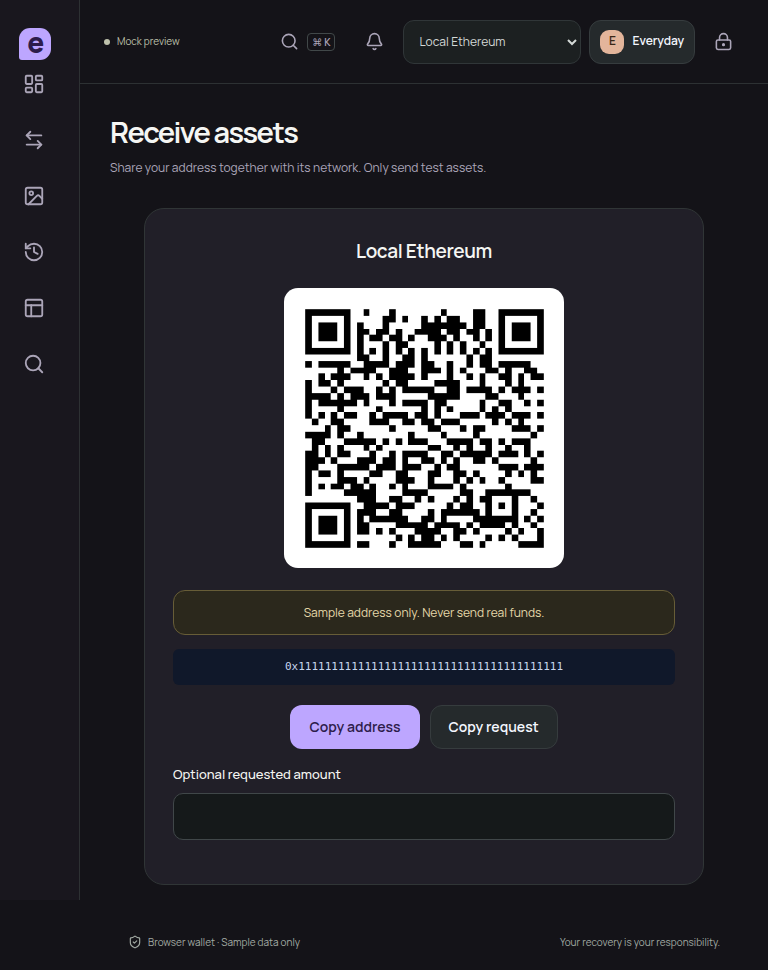 e
Mock preview
⌘ K
Local Ethereum
E
Everyday
Receive assets
Share your address together with its network. Only send test assets.
Local Ethereum
Sample address only. Never send real funds.
0x1111111111111111111111111111111111111111
Copy address
Copy request
Optional requested amount
Browser wallet · Sample data only
Your recovery is your responsibility.